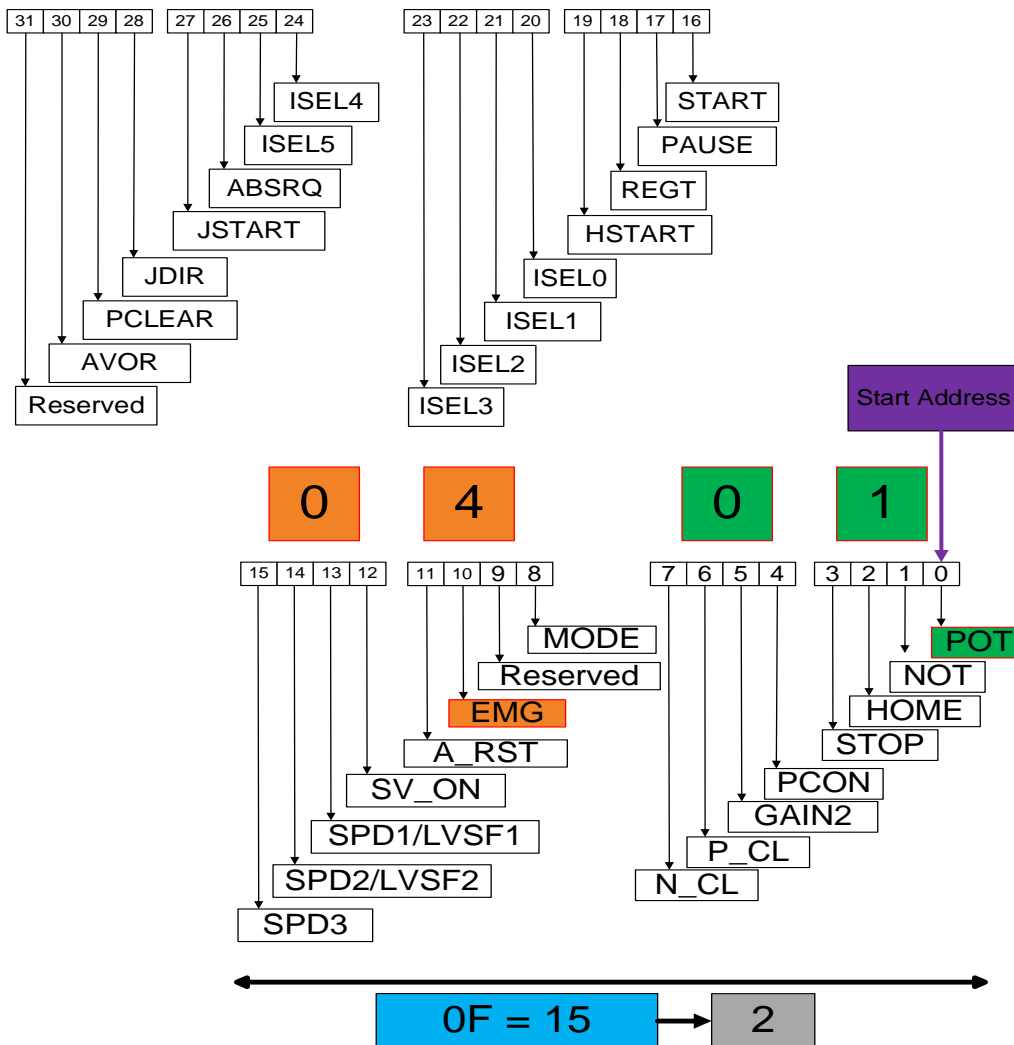 31 30 29 28 27 26 25 24 23 22 21 20 19 18 17 16
ISEL4
START
ISEL5
PAUSE
ABSRQ
REGT
JSTART
HSTART
JDIR
ISEL0
PCLEAR
ISEL1
AVOR
ISEL2
Reserved
ISEL3
Start Address
0 4 0 1
15 14 13 12 11 10 9 8 7 6 5 4 3 2 1 0
MODE
POT
Reserved
NOT
EMG
HOME
A_RST
STOP
SV_ON
PCON
SPD1/LVSF1
GAIN2
SPD2/LVSF2
P_CL
SPD3
N_CL
0F = 15
2